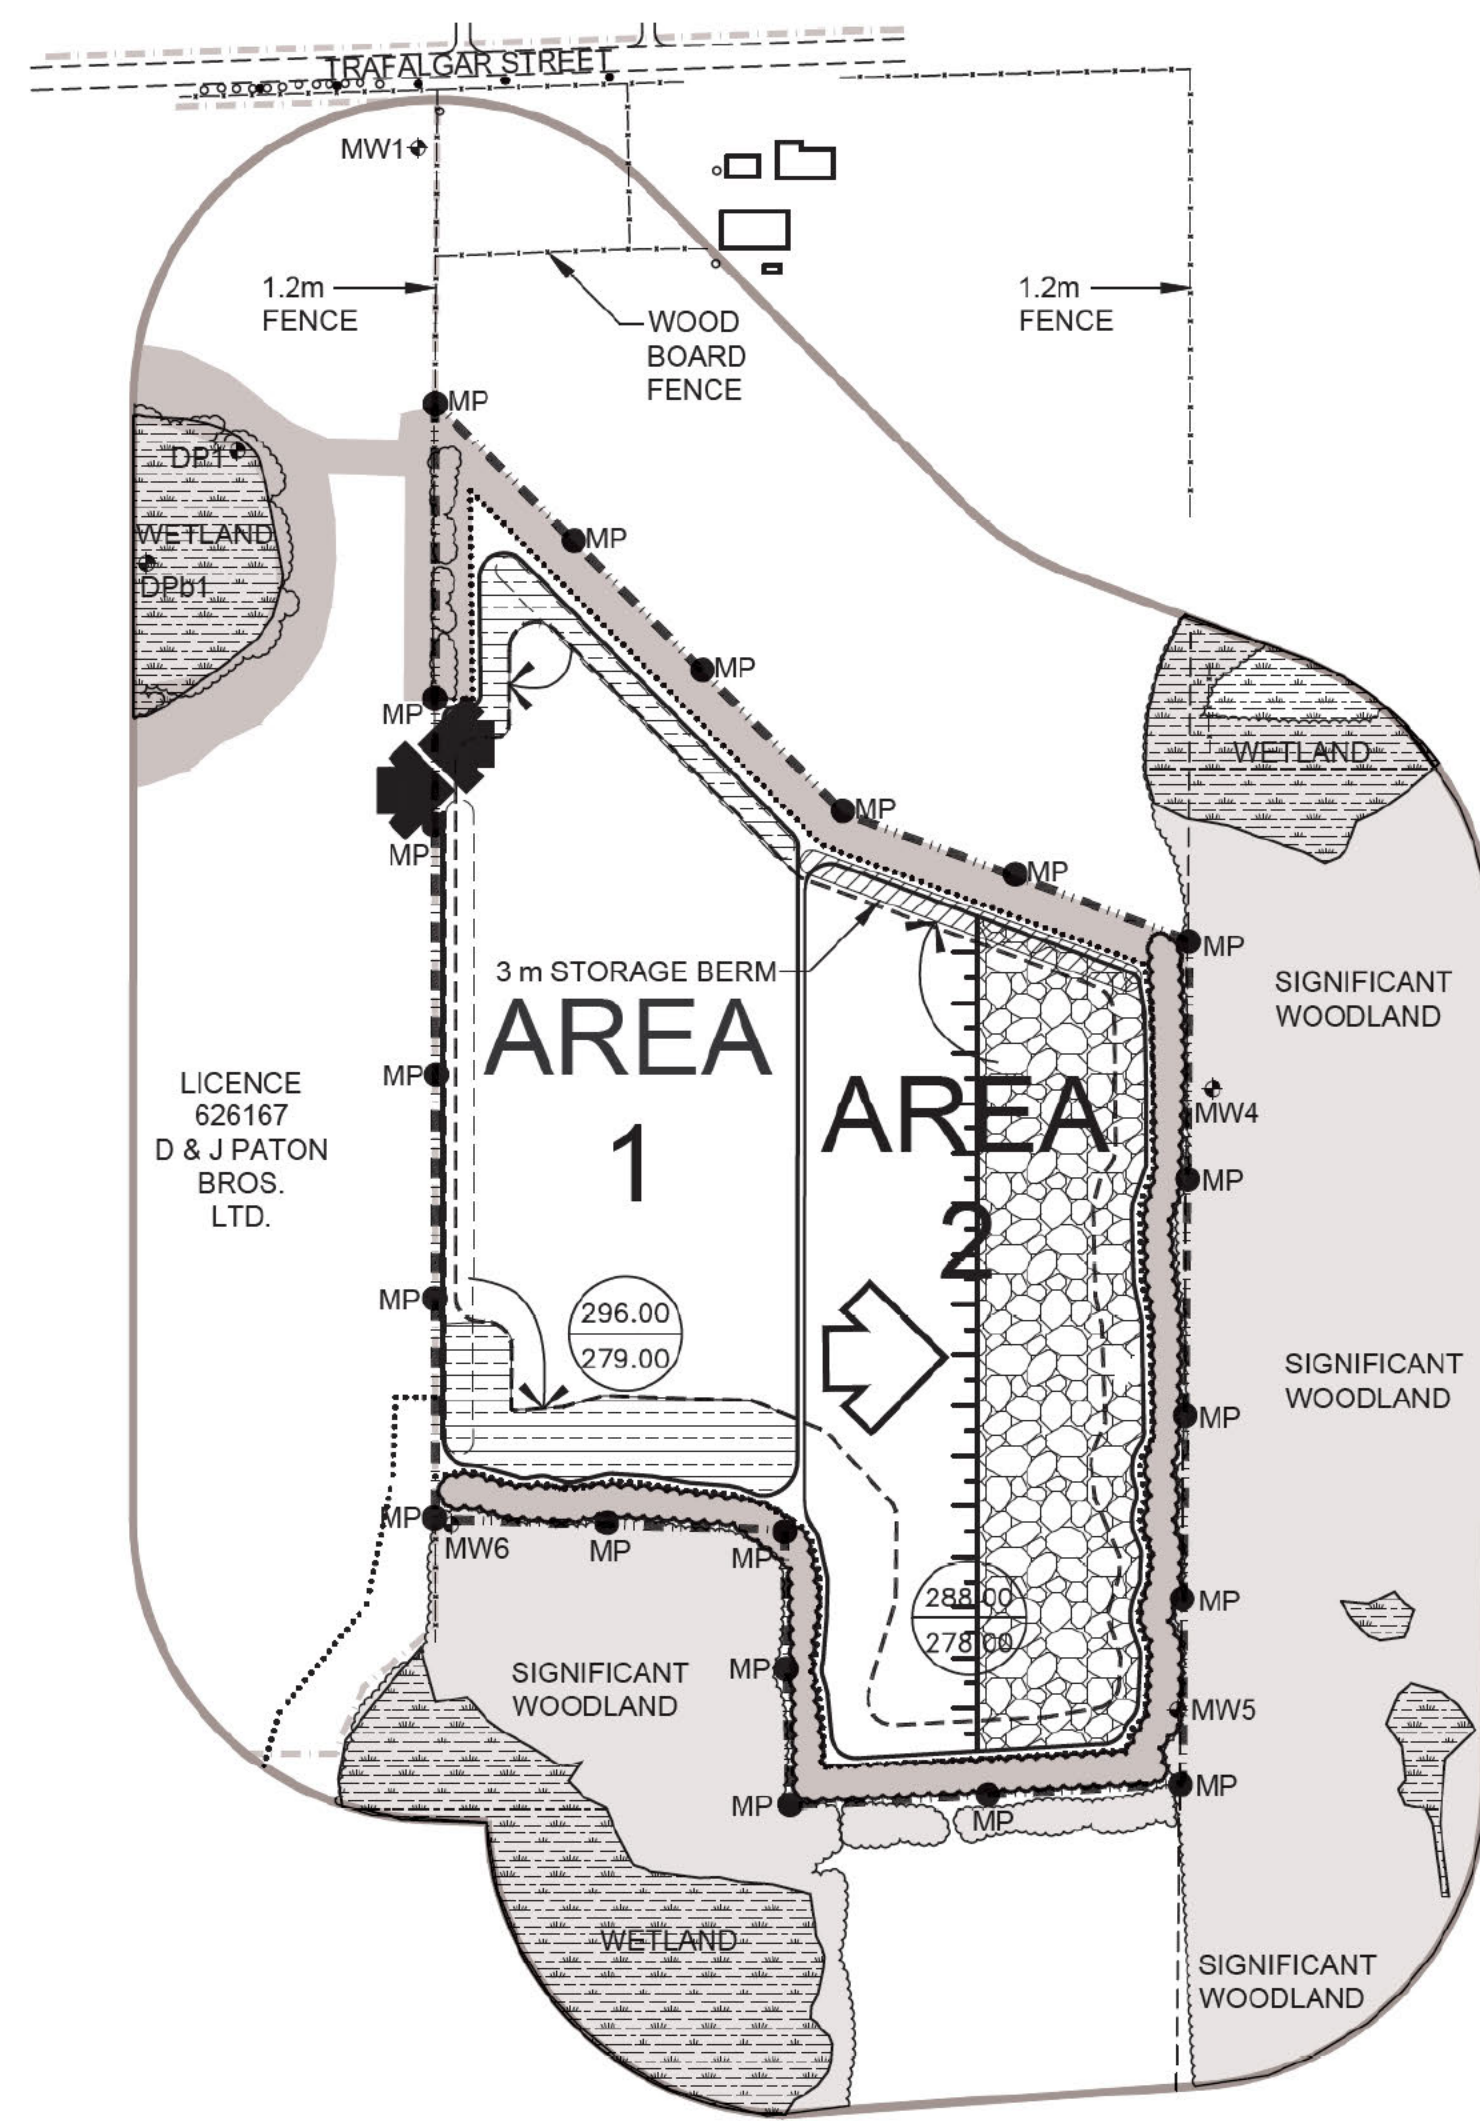 TRAFALGAR STREET
MW1
1.2m
FENCE
1.2m
FENCE
WOOD
BOARD
FENCE
MP
DP1
MP
WETLAND
DPb1
MP
MP
WETLAND
MP
MP
MP
MP
3 m STORAGE BERM
SIGNIFICANT
WOODLAND
AREA
1
MP
LICENCE
626167
D & J PATON
BROS.
LTD.
AREA
2
MW4
MP
MP
296.00
279.00
SIGNIFICANT
WOODLAND
MP
MP
MW6
MP
MP
288.00
278.00
MP
SIGNIFICANT
WOODLAND
MP
MW5
MP
MP
MP
WETLAND
SIGNIFICANT
WOODLAND